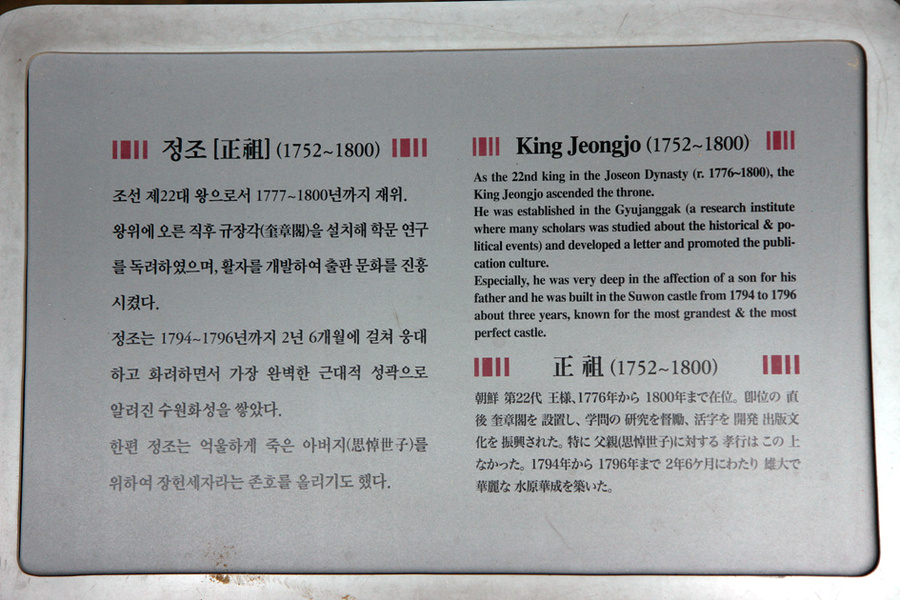 정조 [正祖] (1752~1800)
조선 제22대 왕으로서 1777~1800년까지 재위.
왕위에 오른 직후 규장각(奎章閣)을 설치해 학문 연구
를 독려하였으며, 활자를 개발하여 출판 문화를 진흥
시켰다.
정조는 1794~1796년까지 2년 6개월에 걸쳐 웅대
하고 화려하면서 가장 완벽한 근대적 성곽으로
알려진 수원화성을 쌓았다.
한편 정조는 억울하게 죽은 아버지(思悼世子)를
위하여 장헌세자라는 존호를 올리기도 했다.
King Jeongjo (1752~1800)
As the 22nd king in the Joseon Dynasty (r. 1776~1800), the
King Jeongjo ascended the throne.
He was established in the Gyujanggak (a research institute
where many scholars was studied about the historical & po-
litical events) and developed a letter and promoted the publi-
cation culture.
Especially, he was very deep in the affection of a son for his
father and he was built in the Suwon castle from 1794 to 1796
about three years, known for the most grandest & the most
perfect castle.
正 祖 (1752~1800)
朝鮮 第22代 王様、1776年から 1800年まで在位。卽位の 直
後 奎章閣を 設置し、学問の 研究を督勵、活字を 開発 出版文
化を 振興された。特に 父親(思悼世子)に対する 孝行は この 上
なかった。1794年から 1796年まで 2年6ケ月にわたり 雄大で
華麗な 水原華成を築いた。